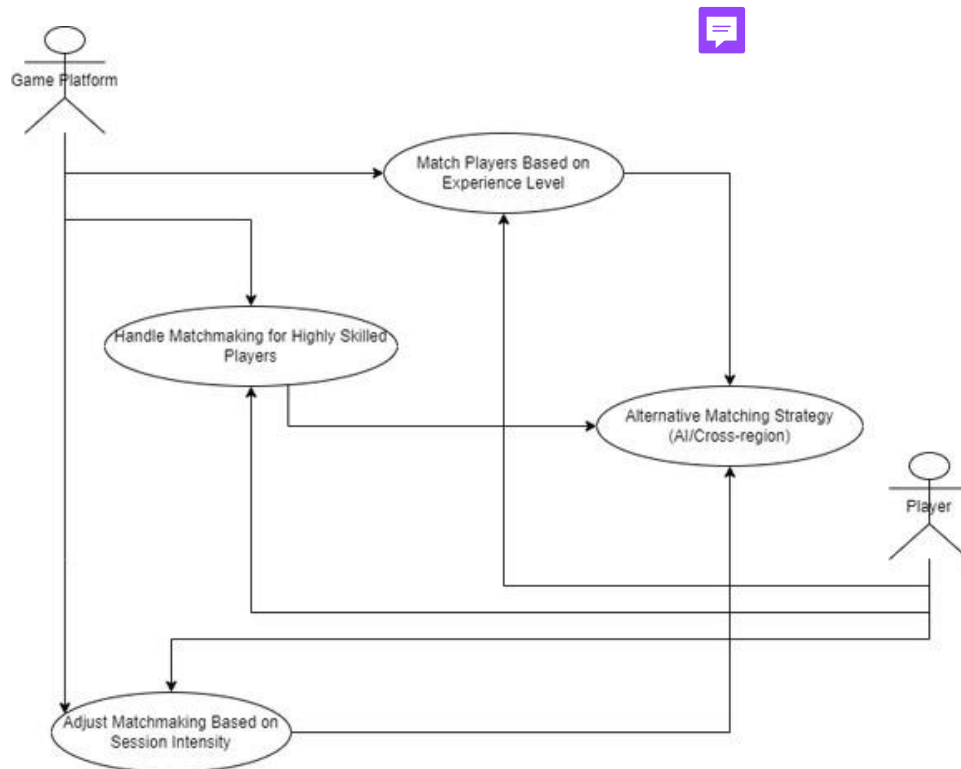 Game Platform
Match Players Based on
Experience Level
Handle Matchmaking for Highly Skilled
Players
Alternative Matching Strategy
(AI/Cross-region)
Player
Adjust Matchmaking Based on
Session Intensity